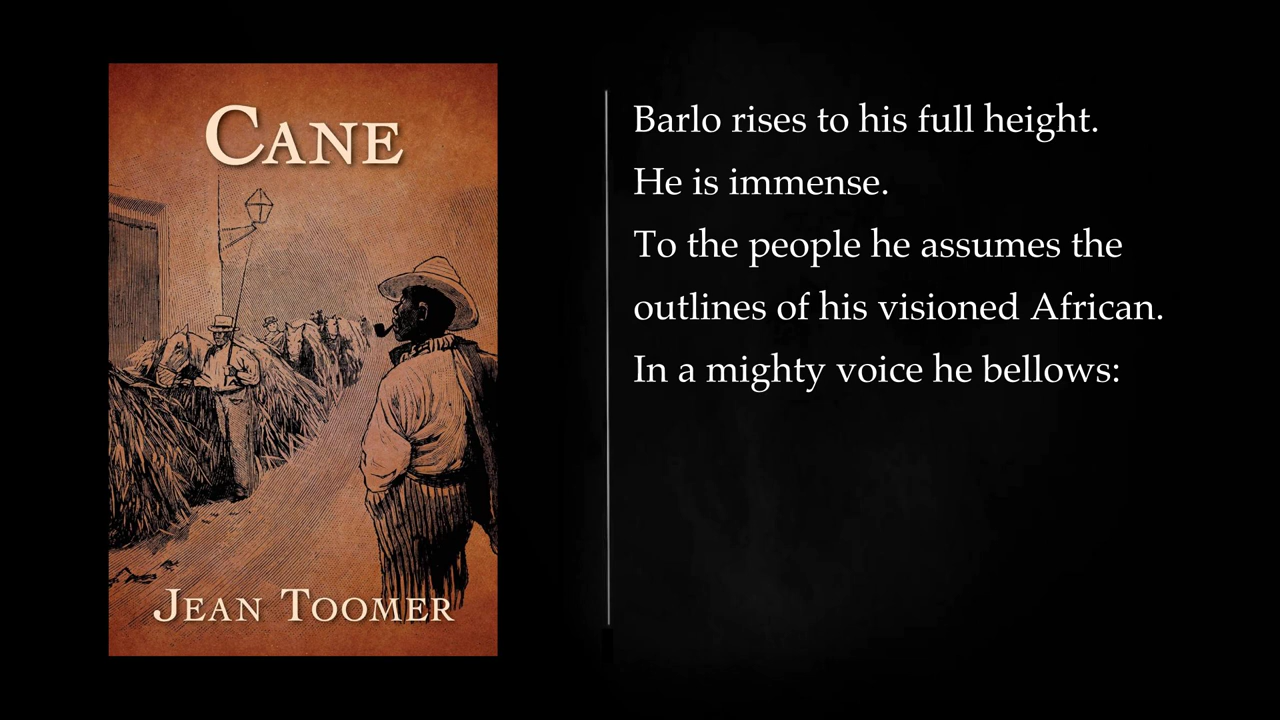 CANE
JEAN TOOMER
Barlo rises to his full height.
He is immense.
To the people he assumes the
outlines of his visioned African.
In a mighty voice he bellows: